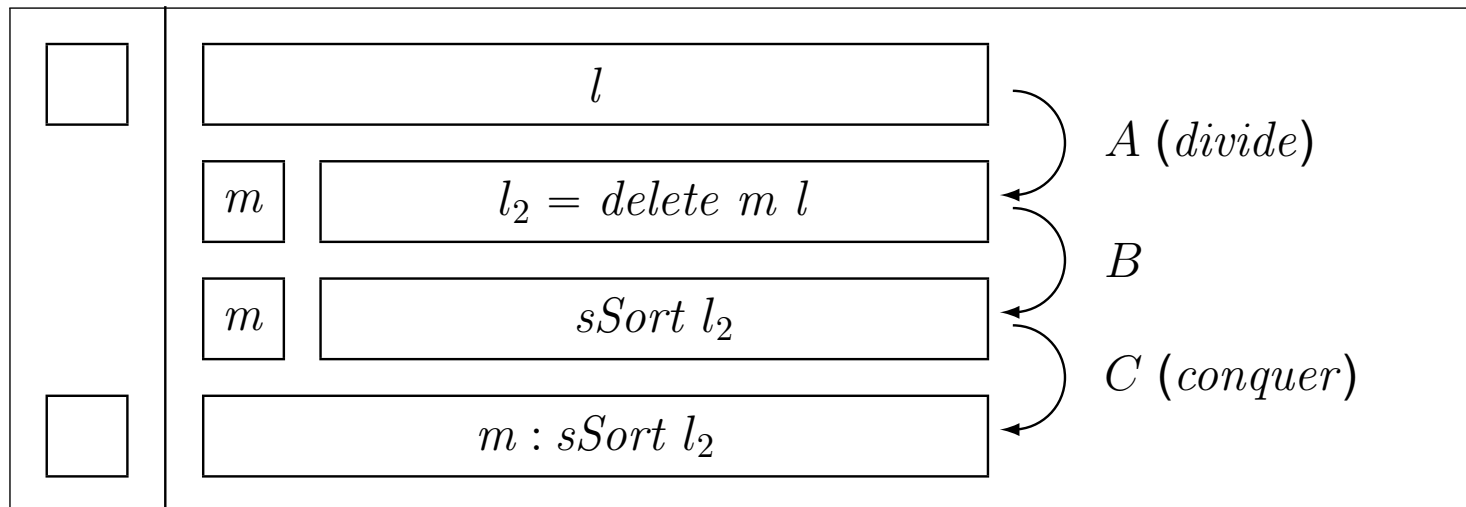 l
A (divide)
m l₂ = delete m l
B
m sSort l₂
C (conquer)
m : sSort l₂